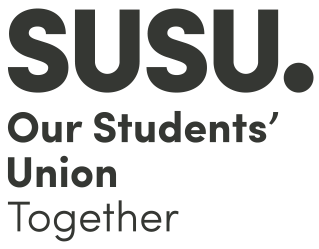 SUSU.
Our Students’
Union
Together